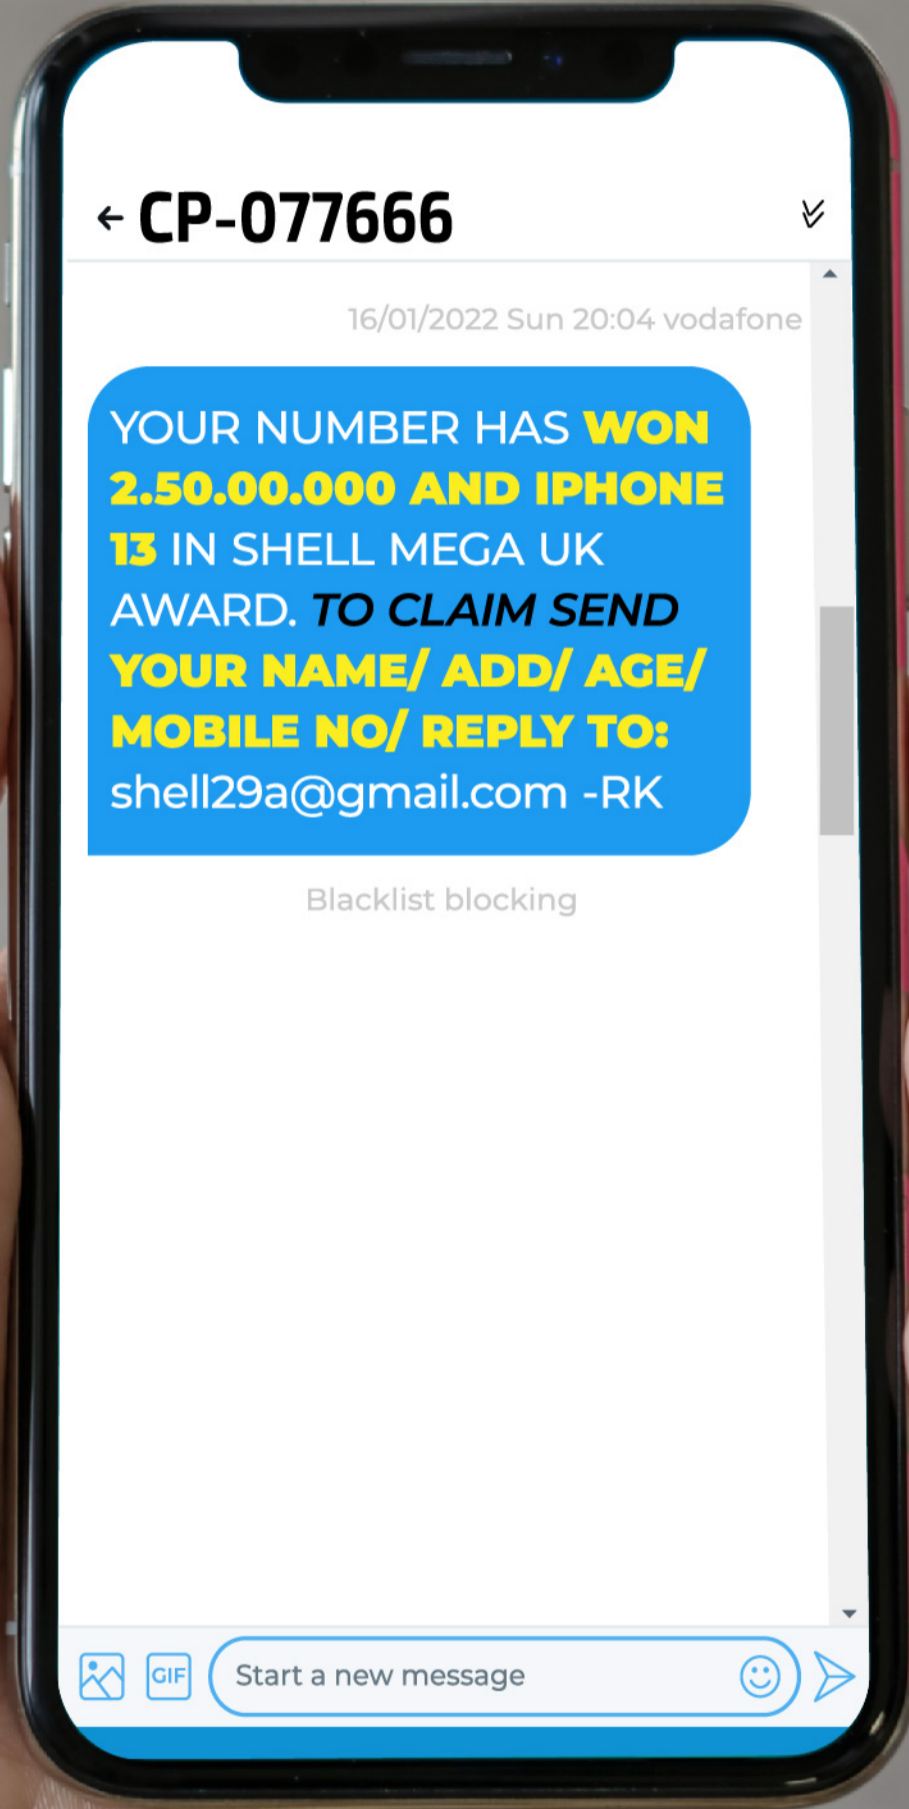 CP-077666
16/01/2022 Sun 20:04 vodafone
YOUR NUMBER HAS WON
2.50.00.000 AND IPHONE
13 IN SHELL MEGA UK
AWARD. TO CLAIM SEND
YOUR NAME/ ADD/ AGE/
MOBILE NO/ REPLY TO:
shell29a@gmail.com -RK
Blacklist blocking
GIF Start a new message